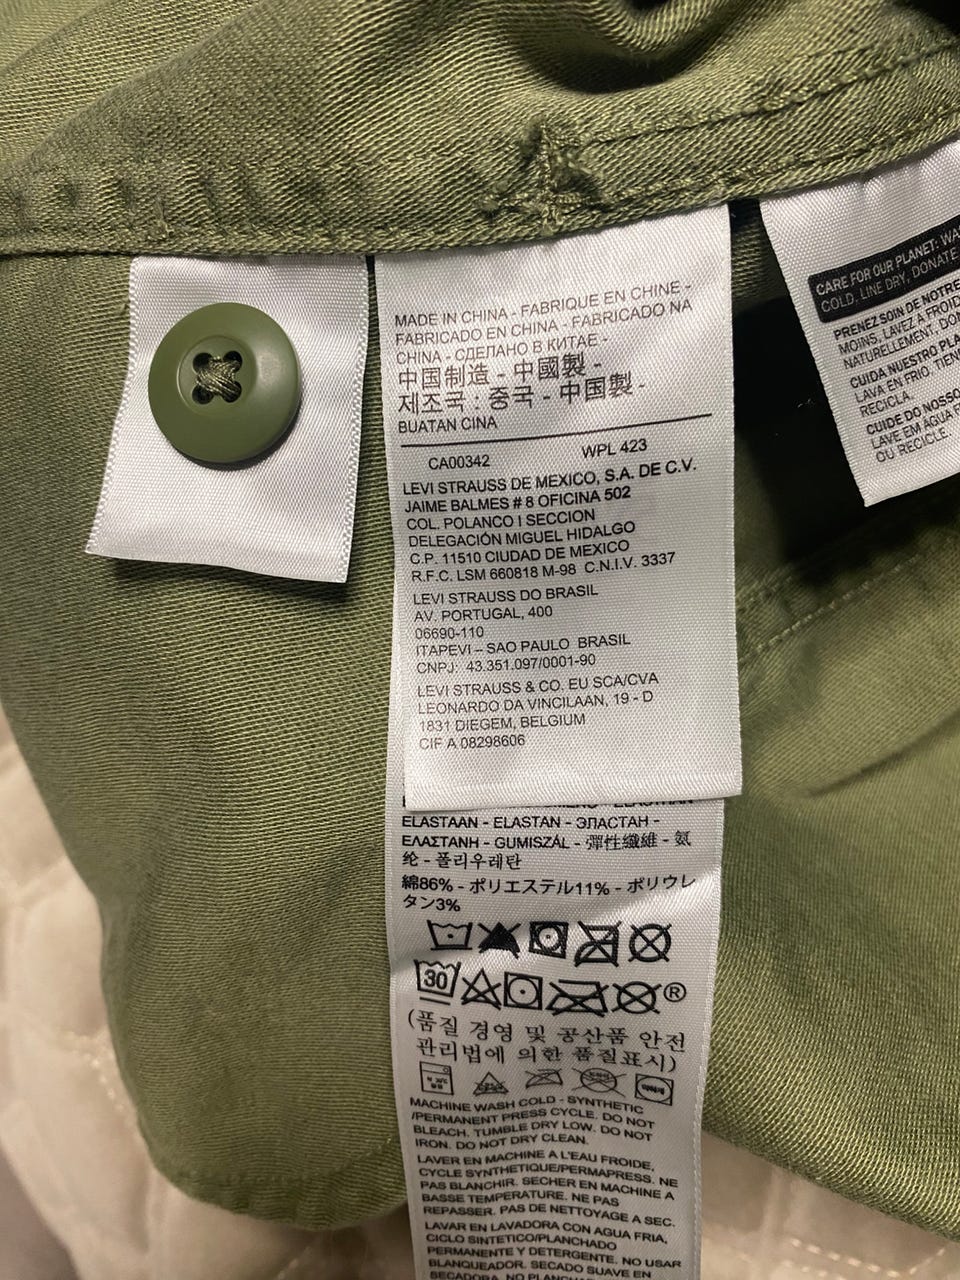 MADE IN CHINA - FABRIQUE EN CHINE -
FABRICADO EN CHINA - FABRICADO NA
CHINA - СДЕЛАНО В КИТАЕ -
中国制造 - 中國製 -
제조국 : 중국 - 中国製 -
BUATAN CINA
CA00342 WPL 423
LEVI STRAUSS DE MEXICO, S.A. DE C.V.
JAIME BALMES # 8 OFICINA 502
COL. POLANCO I SECCION
DELEGACIÓN MIGUEL HIDALGO
C.P. 11510 CIUDAD DE MEXICO
R.F.C. LSM 660818 M-98 C.N.I.V. 3337
LEVI STRAUSS DO BRASIL
AV. PORTUGAL, 400
06690-110
ITAPEVI – SAO PAULO BRASIL
CNPJ: 43.351.097/0001-90
LEVI STRAUSS & CO. EU SCA/CVA
LEONARDO DA VINCILAAN, 19 - D
1831 DIEGEM, BELGIUM
CIF A 08298606
ELASTAAN - ELASTAN - ЭЛАСТАН -
ΕΛΑΣΤΑΝΗ - GUMISZÁL - 彈性纖維 - 氨
纶 - 폴리우레탄
綿86% - ポリエステル11% - ポリウレ
タン3%
30 ®
(품질 경영 및 공산품 안전
관리법에 의한 품질표시)
MACHINE WASH COLD - SYNTHETIC
/PERMANENT PRESS CYCLE. DO NOT
BLEACH. TUMBLE DRY LOW. DO NOT
IRON. DO NOT DRY CLEAN.
LAVER EN MACHINE A L'EAU FROIDE,
CYCLE SYNTHETIQUE/PERMAPRESS. NE
PAS BLANCHIR. SECHER EN MACHINE A
BASSE TEMPERATURE. NE PAS
REPASSER. PAS DE NETTOYAGE A SEC.
LAVAR EN LAVADORA CON AGUA FRIA,
CICLO SINTETICO/PLANCHADO
PERMANENTE Y DETERGENTE. NO USAR
BLANQUEADOR. SECADO SUAVE EN
SECADORA. NO
CARE FOR OUR PLANET:
COLD, LINE DRY, DONATE
PRENEZ SOIN DE NOTRE
MOINS, LAVEZ A FROID
NATURELLEMENT,
CUIDA NUESTRO
LAVA EN FRIO,
RECICLA.
CUIDE DO NOSSO
LAVE EM AGUA
OU RECICLE.